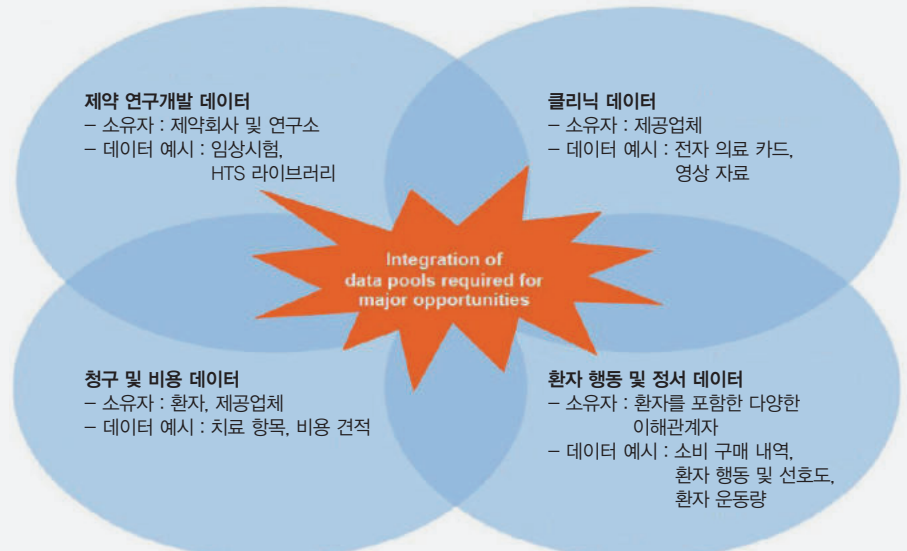 제약 연구개발 데이터
– 소유자 : 제약회사 및 연구소
– 데이터 예시 : 임상시험,
HTS 라이브러리
클리닉 데이터
– 소유자 : 제공업체
– 데이터 예시 : 전자 의료 카드,
영상 자료
Integration of
data pools required for
major opportunities
청구 및 비용 데이터
– 소유자 : 환자, 제공업체
– 데이터 예시 : 치료 항목, 비용 견적
환자 행동 및 정서 데이터
– 소유자 : 환자를 포함한 다양한
이해관계자
– 데이터 예시 : 소비 구매 내역,
환자 행동 및 선호도,
환자 운동량